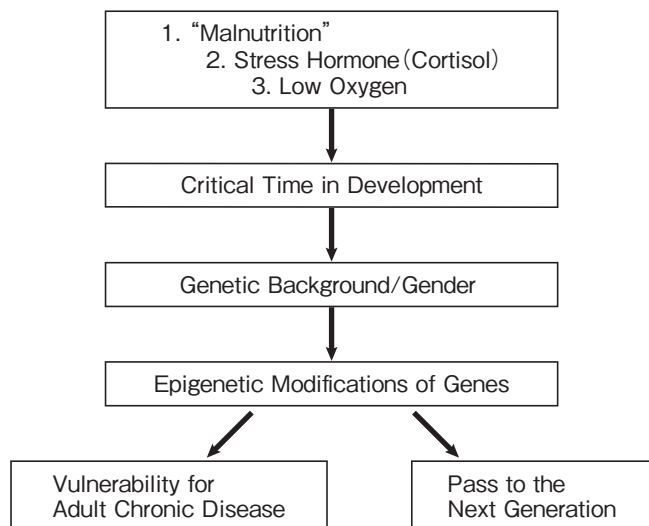 1. “Malnutrition”
2. Stress Hormone (Cortisol)
3. Low Oxygen
Critical Time in Development
Genetic Background/Gender
Epigenetic Modifications of Genes
Vulnerability for
Adult Chronic Disease
Pass to the
Next Generation